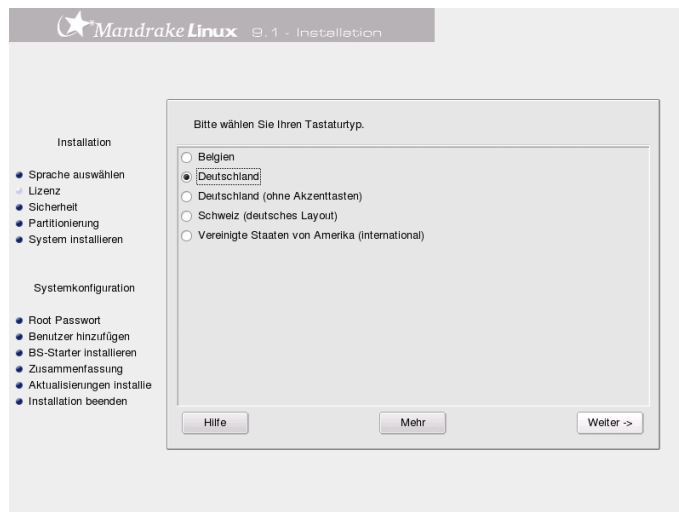 Mandrake Linux 9.1 - Installation
Bitte wählen Sie Ihren Tastaturtyp.
Installation
Sprache auswählen
Lizenz
Sicherheit
Partitionierung
System installieren
Systemkonfiguration
Root Passwort
Benutzer hinzufügen
BS-Starter installieren
Zusammenfassung
Aktualisierungen installie
Installation beenden
Belgien
Deutschland
Deutschland (ohne Akzenttasten)
Schweiz (deutsches Layout)
Vereinigte Staaten von Amerika (international)
Hilfe
Mehr
Weiter ->